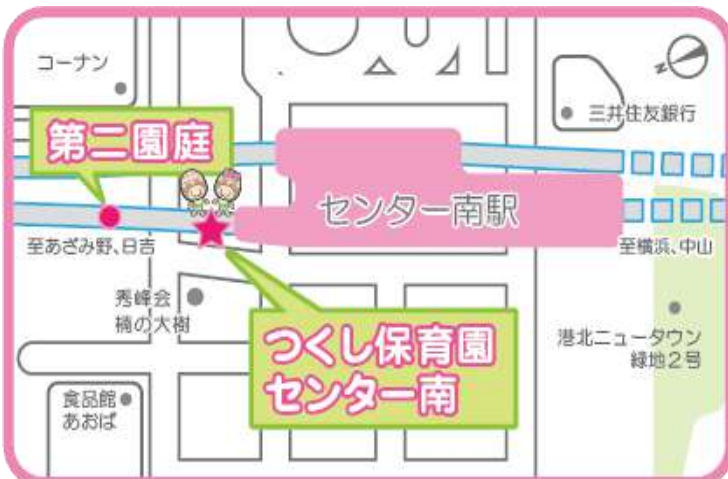 コーナン
z
三井住友銀行
第二園庭
センター南駅
至あざみ野、日吉
至横浜、中山
秀峰会
楠の大樹
つくし保育園
センター南
港北ニュータウン
緑地2号
食品館
あおば